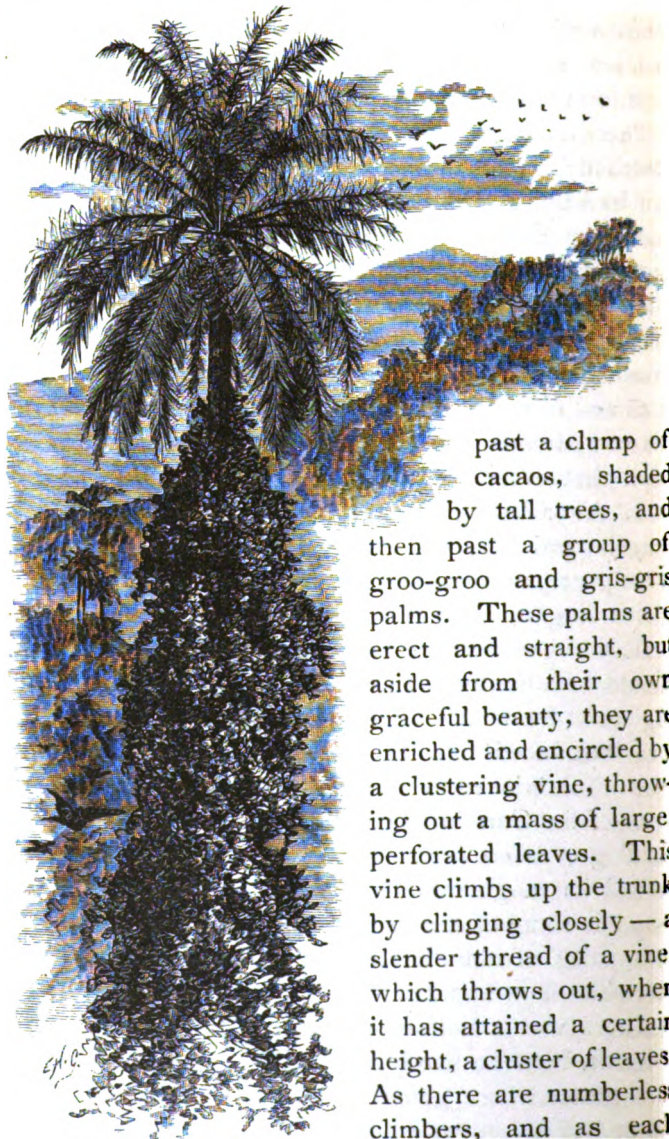 past a clump of
cacaos, shaded
by tall trees, and
then past a group of
groo-groo and gris-gris
palms. These palms are
erect and straight, but
aside from their own
graceful beauty, they are
enriched and encircled by
a clustering vine, throw-
ing out a mass of large
perforated leaves. This
vine climbs up the trunk
by clinging closely — a
slender thread of a vine
which throws out, when
it has attained a certain
height, a cluster of leaves
As there are numberless
climbers, and as each